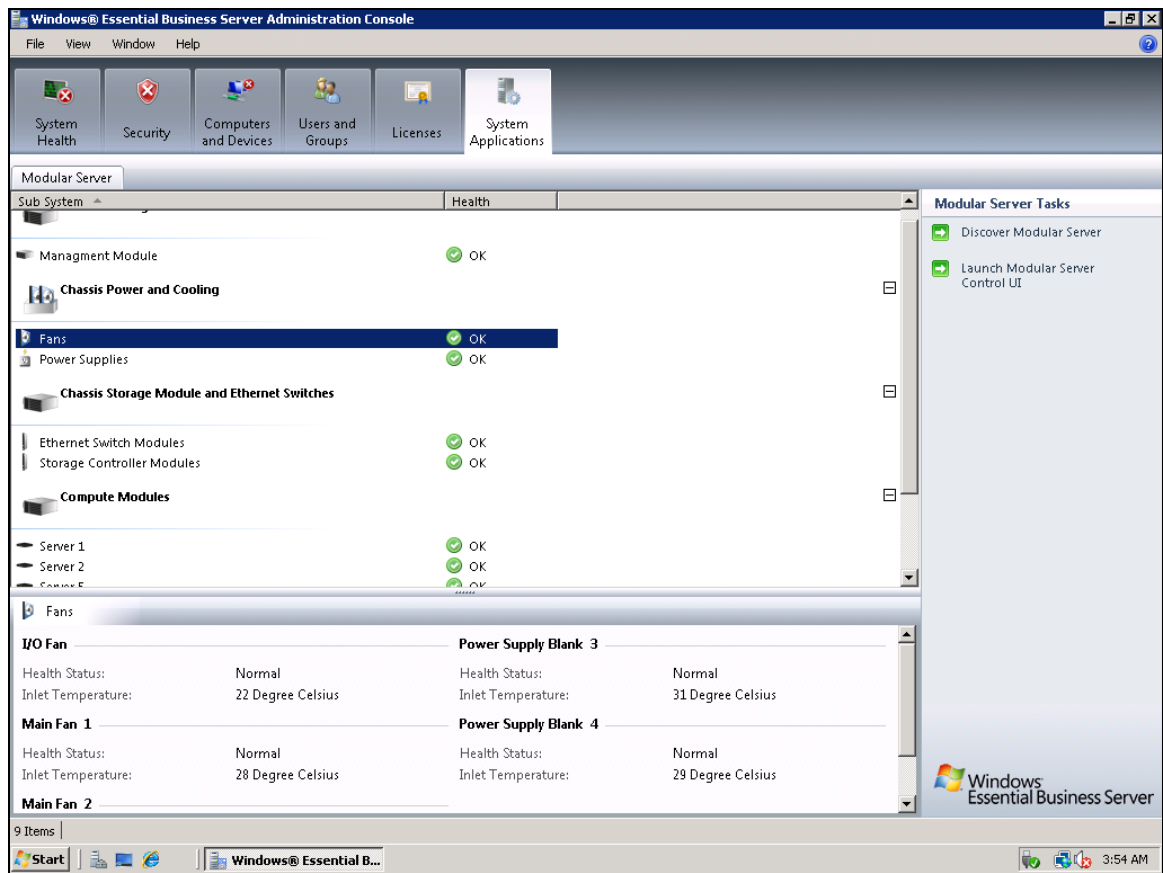 Windows® Essential Business Server Administration Console
File View Window Help
System Health
Security
Computers and Devices
Users and Groups
Licenses
System Applications
Modular Server
Sub System Health
Managment Module OK
Chassis Power and Cooling
Fans OK
Power Supplies OK
Chassis Storage Module and Ethernet Switches
Ethernet Switch Modules OK
Storage Controller Modules OK
Compute Modules
Server 1 OK
Server 2 OK
Server 5 OK
Modular Server Tasks
Discover Modular Server
Launch Modular Server
Control UI
Fans
I/O Fan Power Supply Blank 3
Health Status: Normal Health Status: Normal
Inlet Temperature: 22 Degree Celsius Inlet Temperature: 31 Degree Celsius
Main Fan 1 Power Supply Blank 4
Health Status: Normal Health Status: Normal
Inlet Temperature: 28 Degree Celsius Inlet Temperature: 29 Degree Celsius
Main Fan 2
Windows
Essential Business Server
9 Items
Start Windows® Essential B... 3:54 AM